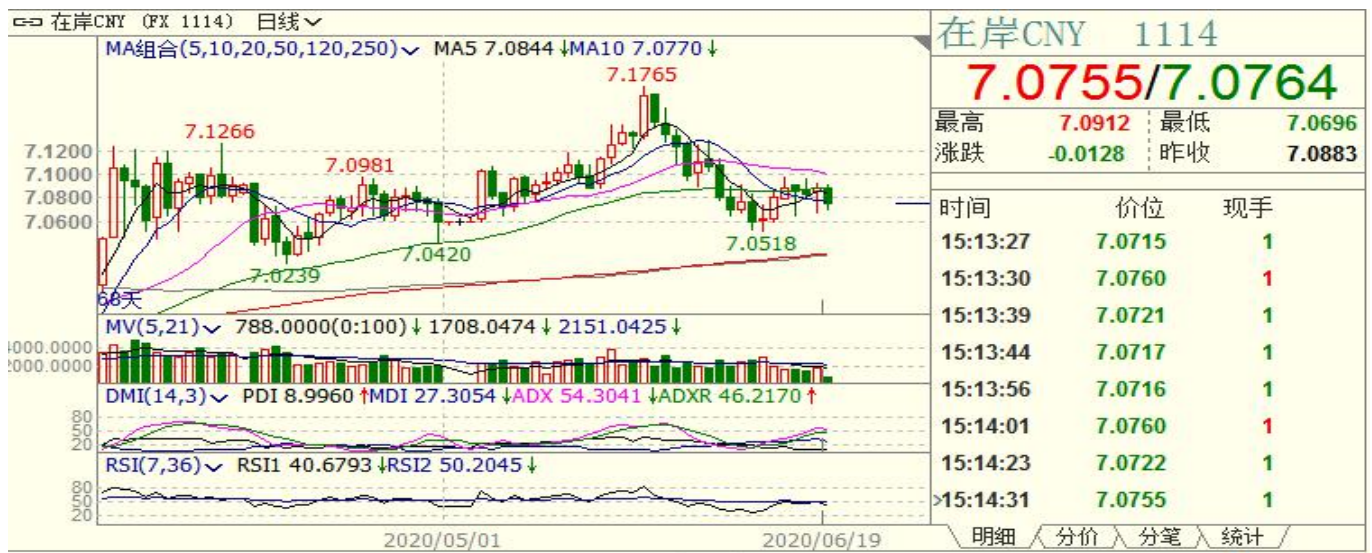 在岸CNY (FX 1114) 日线
MA组合(5,10,20,50,120,250) MA5 7.0844↓MA10 7.0770↓
7.1765
7.1266
7.1200
7.0981
7.1000
7.0800
7.0600
7.0518
7.0420
7.0239
68天
MV(5,21) 788.0000(0:100)↓1708.0474↓2151.0425↓
4000.0000
2000.0000
DMI(14,3) PDI 8.9960↑MDI 27.3054↓ADX 54.3041↓ADXR 46.2170↑
80
50
20
RSI(7,36) RSI1 40.6793↓RSI2 50.2045↓
80
50
20
2020/05/01 2020/06/19
在岸CNY 1114
7.0755/7.0764
最高 7.0912 最低 7.0696
涨跌 -0.0128 昨收 7.0883
时间 价位 现手
15:13:27 7.0715 1
15:13:30 7.0760 1
15:13:39 7.0721 1
15:13:44 7.0717 1
15:13:56 7.0716 1
15:14:01 7.0760 1
15:14:23 7.0722 1
>15:14:31 7.0755 1
明细 分价 分笔 统计